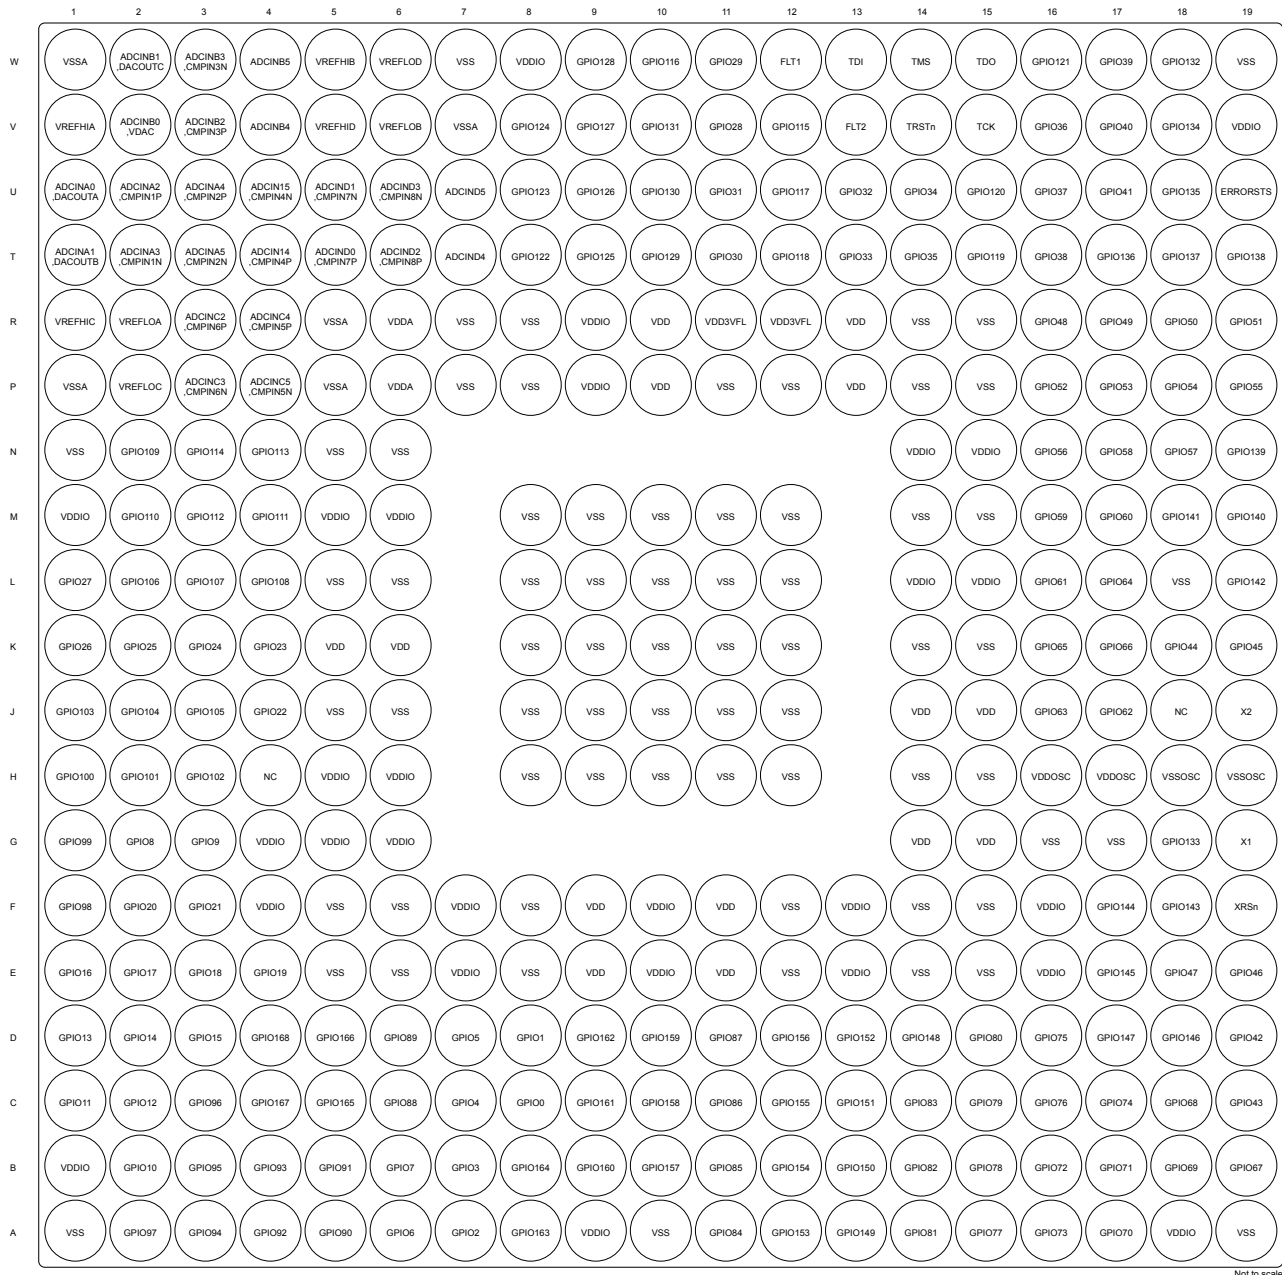 1 2 3 4 5 6 7 8 9 10 11 12 13 14 15 16 17 18 19
W VSSA ADCINB1 ,DACOUTC ADCINB3 ,CMPIN3N ADCINB5 VREFHIB VREFLOD VSS VDDIO GPIO128 GPIO116 GPIO29 FLT1 TDI TMS TDO GPIO121 GPIO39 GPIO132 VSS
V VREFHIA ADCINB0 ,VDAC ADCINB2 ,CMPIN3P ADCINB4 VREFHID VREFLOB VSSA GPIO124 GPIO127 GPIO131 GPIO28 GPIO115 FLT2 TRSTn TCK GPIO36 GPIO40 GPIO134 VDDIO
U ADCINA0 ,DACOUTA ADCINA2 ,CMPIN1P ADCINA4 ,CMPIN2P ADCIN15 ,CMPIN4N ADCIND1 ,CMPIN7N ADCIND3 ,CMPIN8N ADCIND5 GPIO123 GPIO126 GPIO130 GPIO31 GPIO117 GPIO32 GPIO34 GPIO120 GPIO37 GPIO41 GPIO135 ERRORSTS
T ADCINA1 ,DACOUTB ADCINA3 ,CMPIN1N ADCINA5 ,CMPIN2N ADCIN14 ,CMPIN4P ADCIND0 ,CMPIN7P ADCIND2 ,CMPIN8P ADCIND4 GPIO122 GPIO125 GPIO129 GPIO30 GPIO118 GPIO33 GPIO35 GPIO119 GPIO38 GPIO136 GPIO137 GPIO138
R VREFHIC VREFLOA ADCINC2 ,CMPIN6P ADCINC4 ,CMPIN5P VSSA VDDA VSS VSS VDDIO VDD VDD3VFL VDD3VFL VDD VSS VSS GPIO48 GPIO49 GPIO50 GPIO51
P VSSA VREFLOC ADCINC3 ,CMPIN6N ADCINC5 ,CMPIN5N VSSA VDDA VSS VSS VDDIO VDD VSS VSS VDD VSS VSS GPIO52 GPIO53 GPIO54 GPIO55
N VSS GPIO109 GPIO114 GPIO113 VSS VSS VDDIO VDDIO GPIO56 GPIO58 GPIO57 GPIO139
M VDDIO GPIO110 GPIO112 GPIO111 VDDIO VDDIO VSS VSS VSS VSS VSS VSS VSS GPIO59 GPIO60 GPIO141 GPIO140
L GPIO27 GPIO106 GPIO107 GPIO108 VSS VSS VSS VSS VSS VSS VSS VDDIO VDDIO GPIO61 GPIO64 VSS GPIO142
K GPIO26 GPIO25 GPIO24 GPIO23 VDD VDD VSS VSS VSS VSS VSS VSS VSS GPIO65 GPIO66 GPIO44 GPIO45
J GPIO103 GPIO104 GPIO105 GPIO22 VSS VSS VSS VSS VSS VSS VSS VDD VDD GPIO63 GPIO62 NC X2
H GPIO100 GPIO101 GPIO102 NC VDDIO VDDIO VSS VSS VSS VSS VSS VSS VSS VDDOSC VDDOSC VSSOSC VSSOSC
G GPIO99 GPIO8 GPIO9 VDDIO VDDIO VDDIO VDD VDD VSS VSS GPIO133 X1
F GPIO98 GPIO20 GPIO21 VDDIO VSS VSS VDDIO VSS VDD VDDIO VDD VSS VDDIO VSS VSS VDDIO GPIO144 GPIO143 XRSn
E GPIO16 GPIO17 GPIO18 GPIO19 VSS VSS VDDIO VSS VDD VDDIO VDD VSS VDDIO VSS VSS VDDIO GPIO145 GPIO47 GPIO46
D GPIO13 GPIO14 GPIO15 GPIO168 GPIO166 GPIO89 GPIO5 GPIO1 GPIO162 GPIO159 GPIO87 GPIO156 GPIO152 GPIO148 GPIO80 GPIO75 GPIO147 GPIO146 GPIO42
C GPIO11 GPIO12 GPIO96 GPIO167 GPIO165 GPIO88 GPIO4 GPIO0 GPIO161 GPIO158 GPIO86 GPIO155 GPIO151 GPIO83 GPIO79 GPIO76 GPIO74 GPIO68 GPIO43
B VDDIO GPIO10 GPIO95 GPIO93 GPIO91 GPIO7 GPIO3 GPIO164 GPIO160 GPIO157 GPIO85 GPIO154 GPIO150 GPIO82 GPIO78 GPIO72 GPIO71 GPIO69 GPIO67
A VSS GPIO97 GPIO94 GPIO92 GPIO90 GPIO6 GPIO2 GPIO163 VDDIO VSS GPIO84 GPIO153 GPIO149 GPIO81 GPIO77 GPIO73 GPIO70 VDDIO VSS
Not to scale